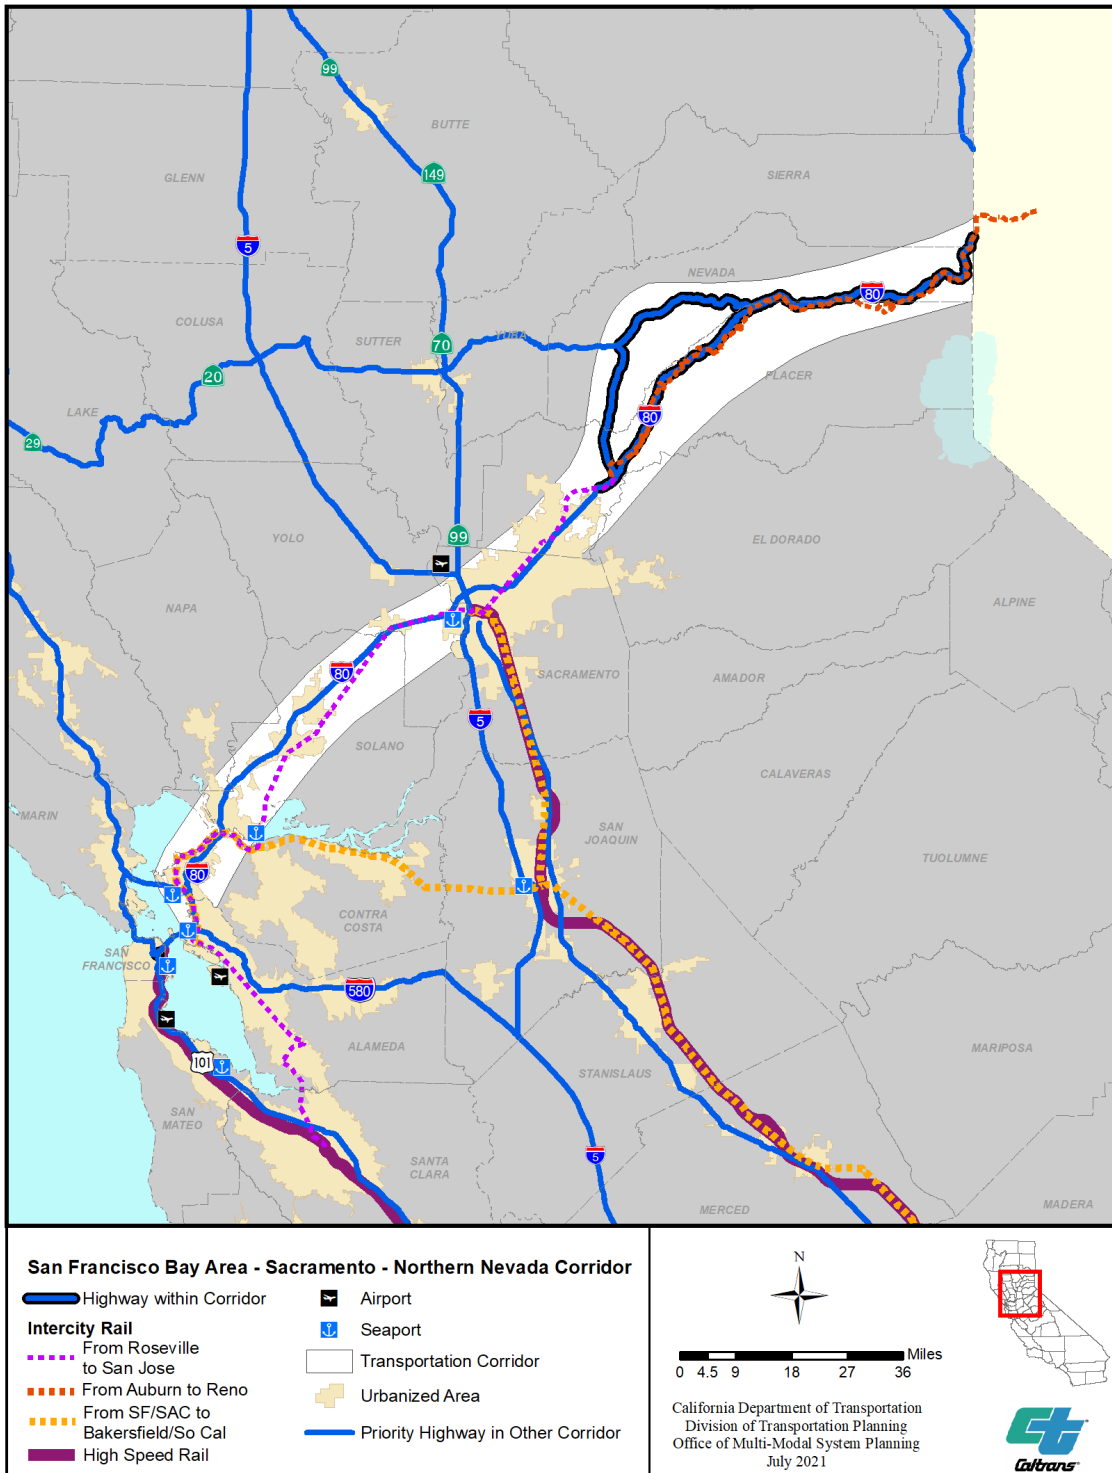 99
BUTTE
149
GLENN
SIERRA
5
NEVADA
80
COLUSA
SUTTER
70
YUBA
20
PLACER
LAKE
80
29
99
YOLO
EL DORADO
NAPA
ALPINE
80
SACRAMENTO
AMADOR
5
SOLANO
CALAVERAS
MARIN
SAN
JOAQUIN
TUOLUMNE
80
CONTRA
COSTA
SAN
FRANCISCO
580
ALAMEDA
MARIPOSA
101
STANISLAUS
SAN
MATEO
SANTA
CLARA
5
MERCED
MADERA
San Francisco Bay Area - Sacramento - Northern Nevada Corridor
Highway within Corridor
Intercity Rail
From Roseville
to San Jose
From Auburn to Reno
From SF/SAC to
Bakersfield/So Cal
High Speed Rail
Airport
Seaport
Transportation Corridor
Urbanized Area
Priority Highway in Other Corridor
N
Miles
0 4.5 9 18 27 36
California Department of Transportation
Division of Transportation Planning
Office of Multi-Modal System Planning
July 2021
ct
Caltrans